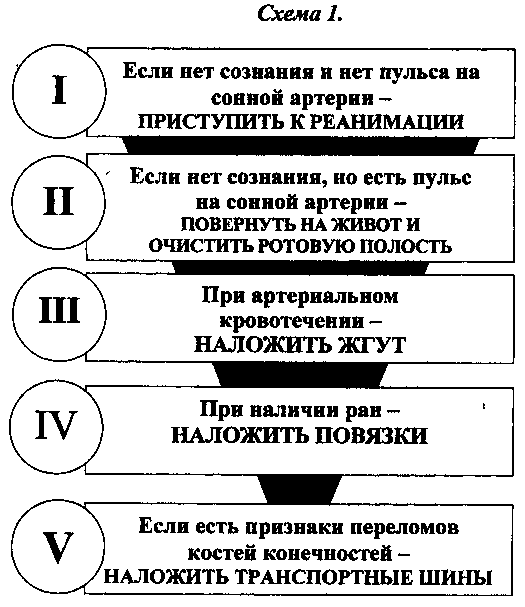 Схема 1.
I
Если нет сознания и нет пульса на
сонной артерии –
ПРИСТУПИТЬ К РЕАНИМАЦИИ
II
Если нет сознания, но есть пульс
на сонной артерии –
ПОВЕРНУТЬ НА ЖИВОТ И
ОЧИСТИТЬ РОТОВУЮ ПОЛОСТЬ
III
При артериальном
кровотечении –
НАЛОЖИТЬ ЖГУТ
IV
При наличии ран –
НАЛОЖИТЬ ПОВЯЗКИ
V
Если есть признаки переломов
костей конечностей –
НАЛОЖИТЬ ТРАНСПОРТНЫЕ ШИНЫ